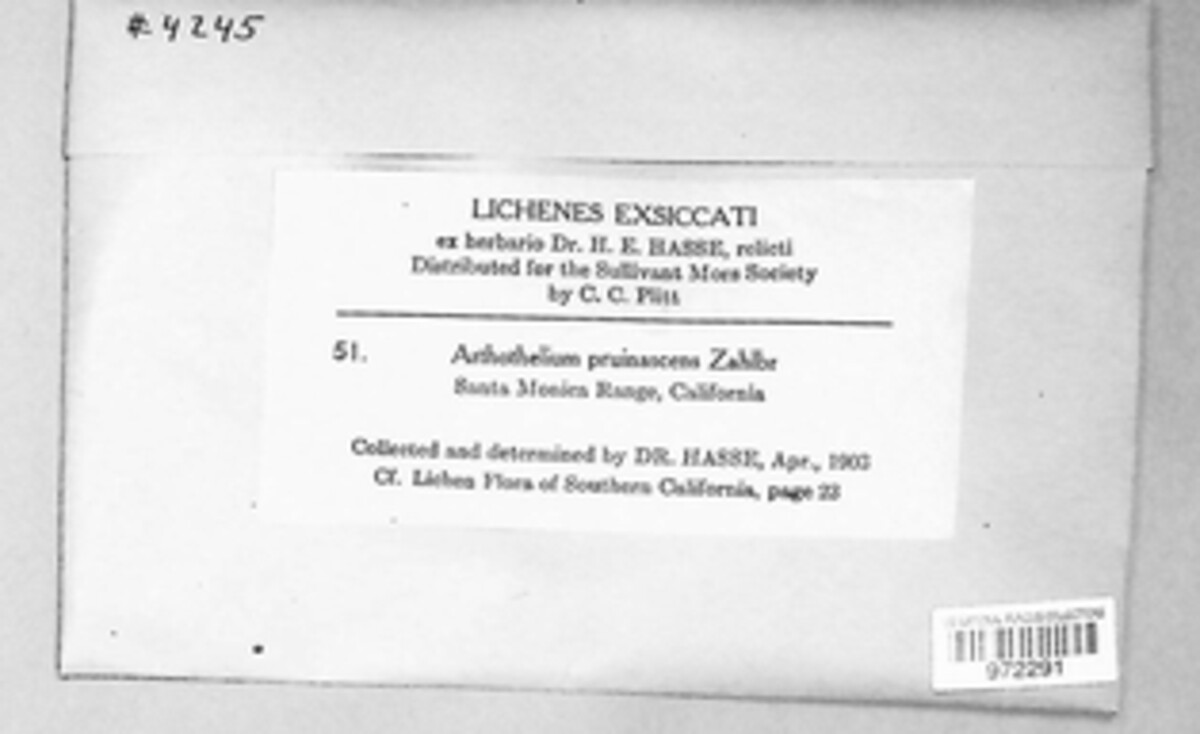 #4245
LICHENES EXSICCATI
ex herbario Dr. H. E. HASSE, relicti
Distributed for the Sullivant Moss Society
by C. C. Plitt
51. Arthothelium pruinascens Zahlbr
Santa Monica Range, California
Collected and determined by DR. HASSE, Apr., 1903
Cf. Lichen Flora of Southern California, page 23
972291